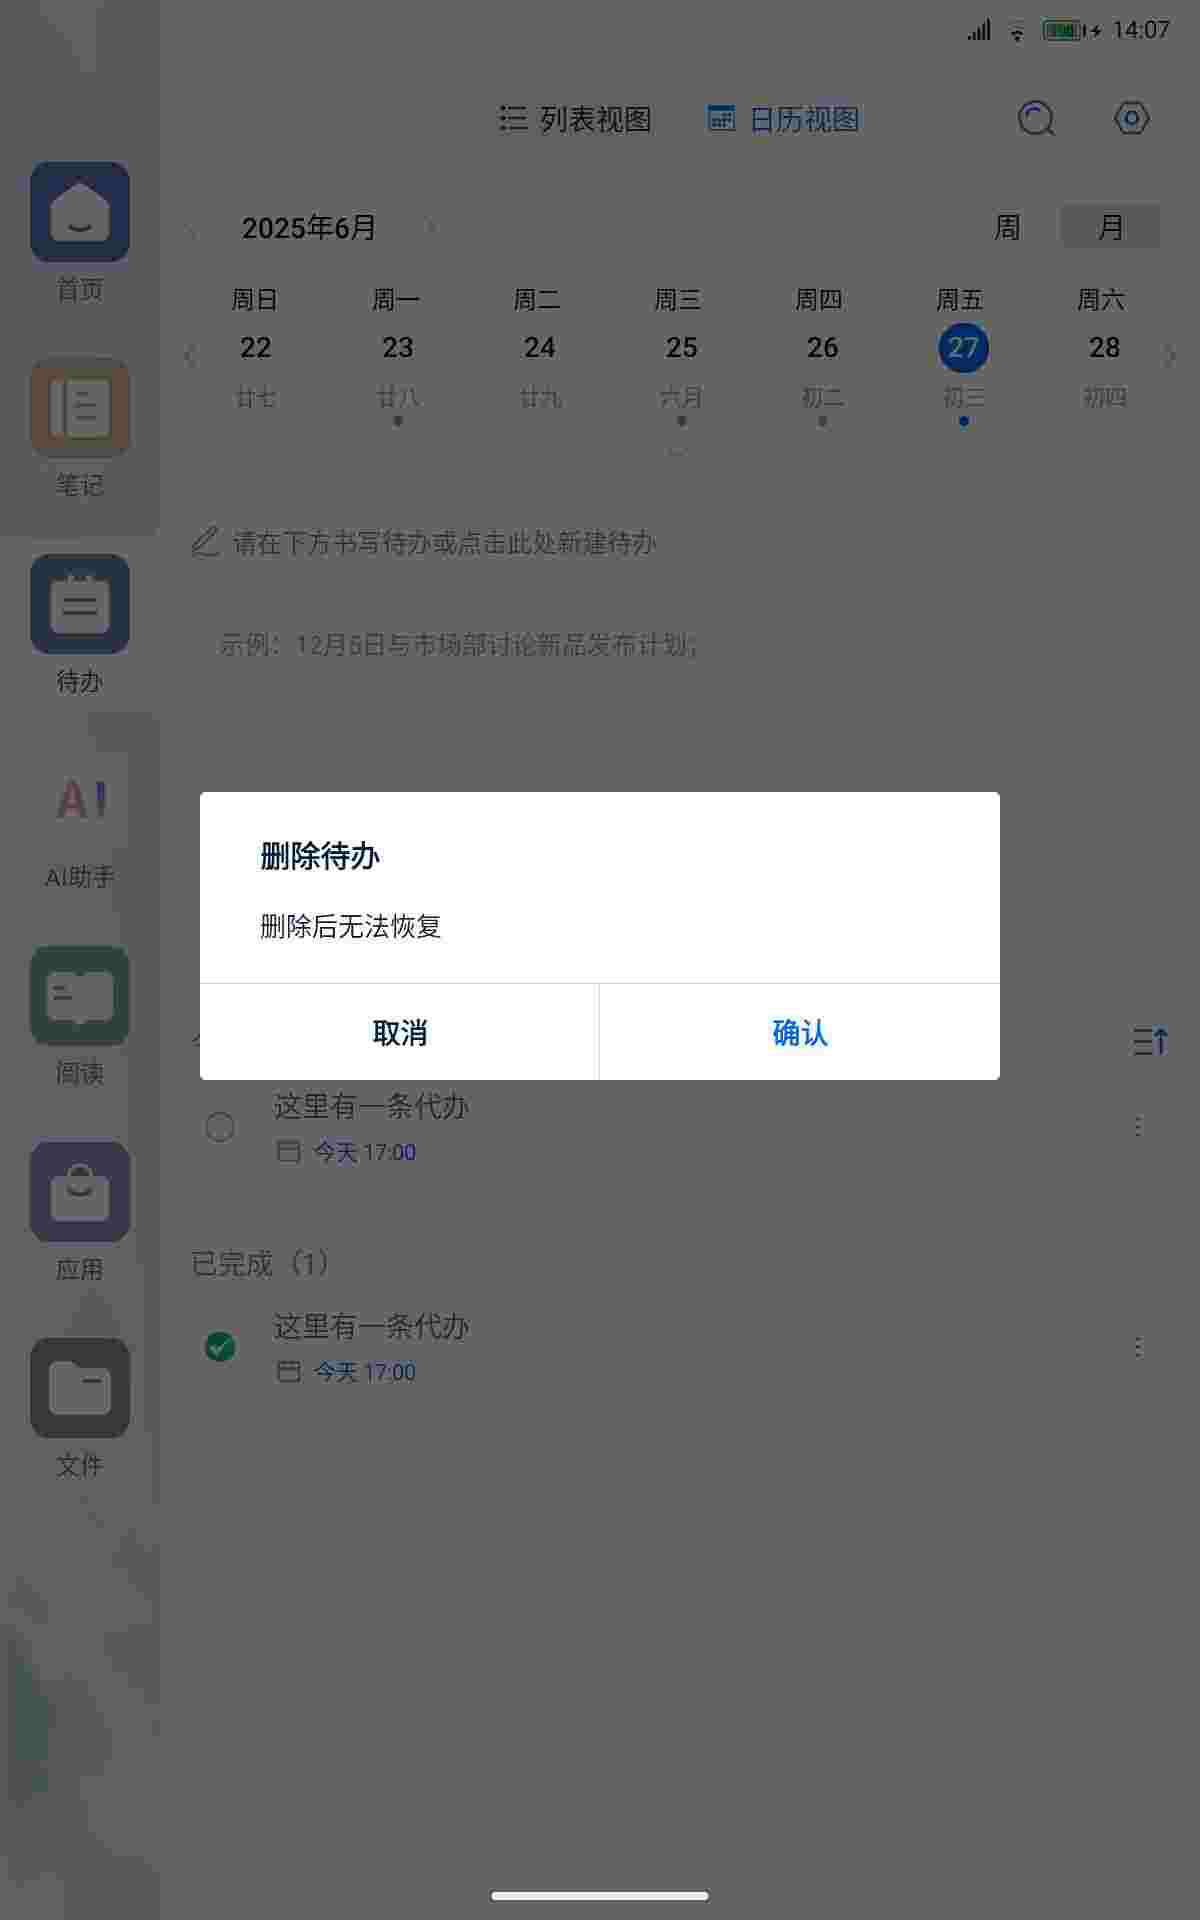 14:07
列表视图 日历视图
2025年6月 周 月
周日 周一 周二 周三 周四 周五 周六
22 23 24 25 26 27 28
廿七 廿八 廿九 六月 初二 初三 初四
请在下方书写待办或点击此处新建待办
示例：12月6日与市场部讨论新品发布计划；
首页
笔记
待办
AI
AI助手
阅读
应用
文件
删除待办
删除后无法恢复
取消 确认
这里有一条代办
今天 17:00
已完成（1）
这里有一条代办
今天 17:00